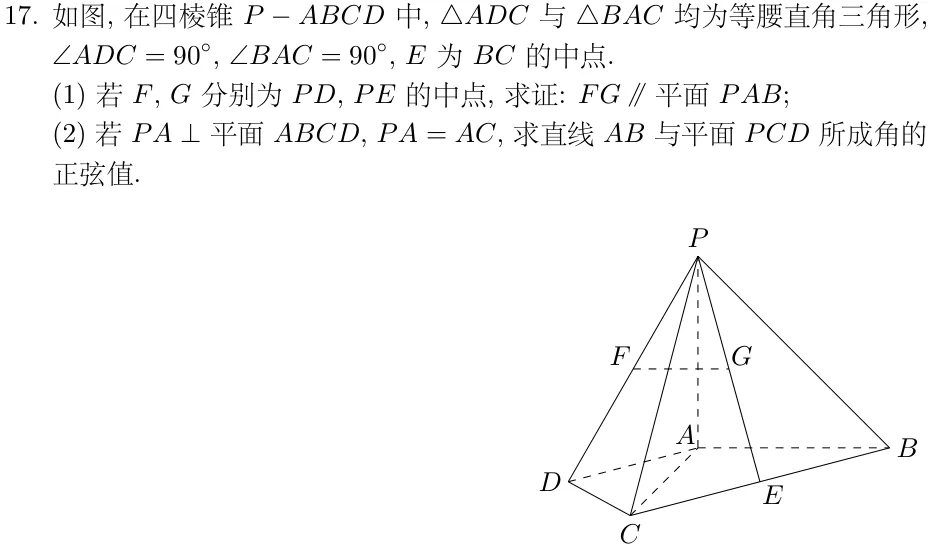 17. 如图, 在四棱锥 P − ABCD 中, △ADC 与 △BAC 均为等腰直角三角形,
∠ADC = 90°, ∠BAC = 90°, E 为 BC 的中点.
(1) 若 F, G 分别为 PD, PE 的中点, 求证: FG ∥ 平面 PAB;
(2) 若 PA ⊥ 平面 ABCD, PA = AC, 求直线 AB 与平面 PCD 所成角的
正弦值.
P
F G
A
B
D
E
C